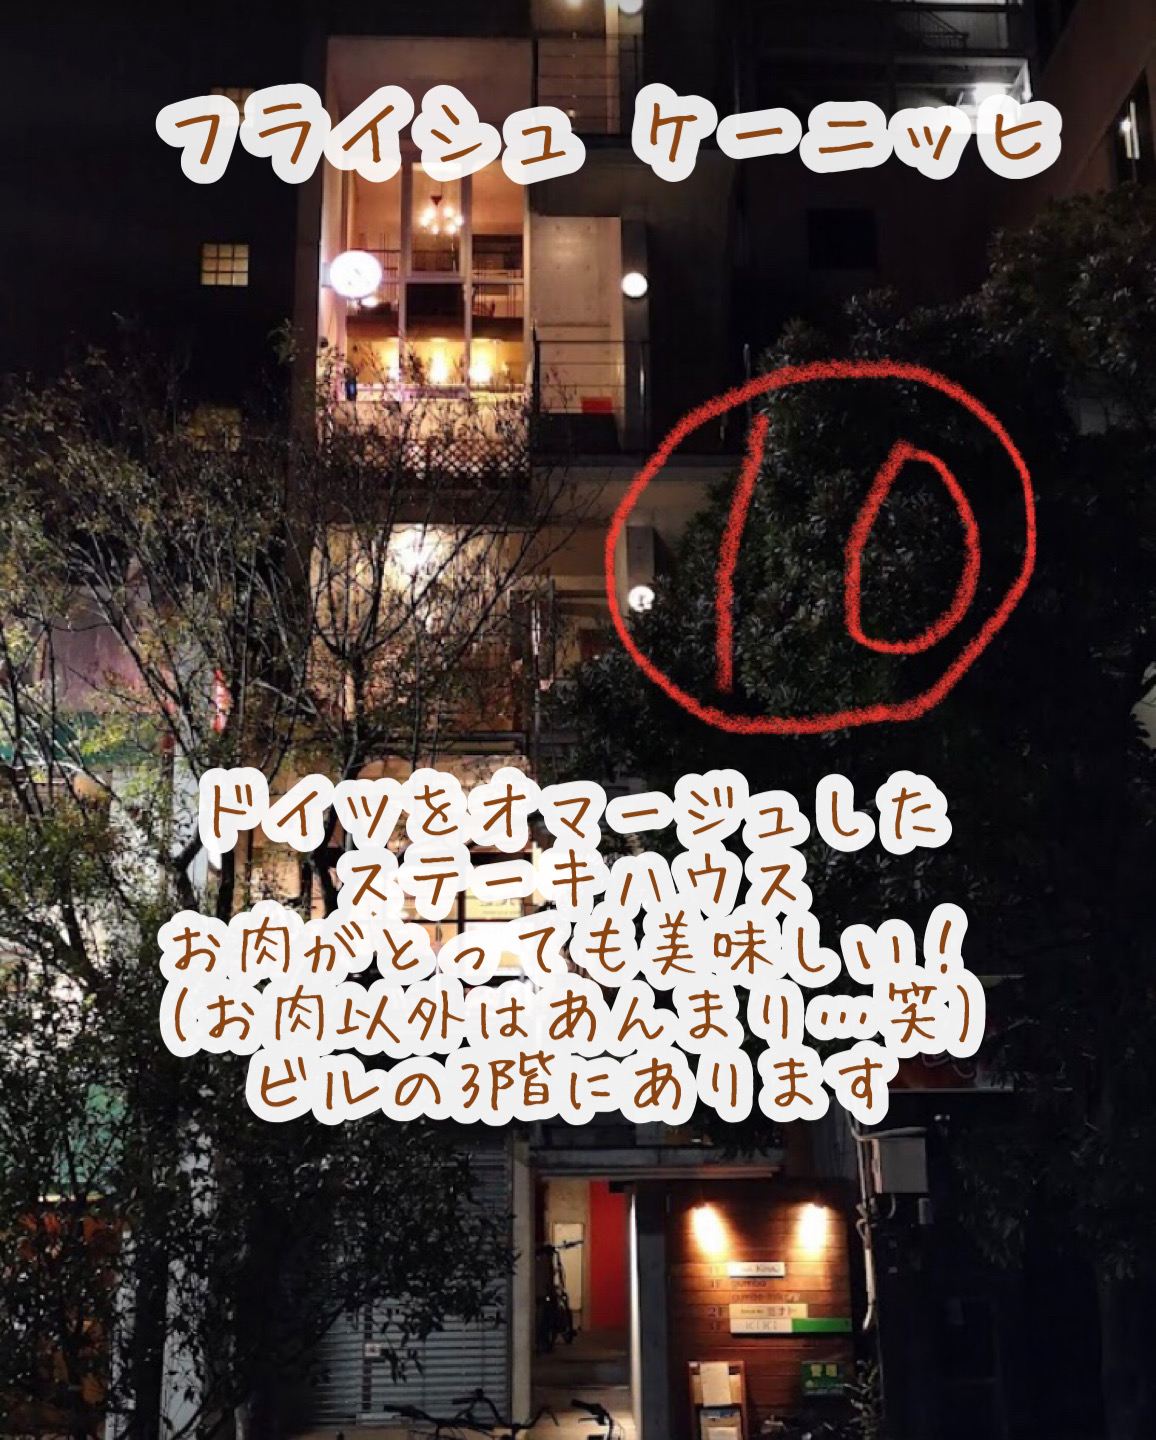 フライシュ ケーニッヒ
10
ドイツをオマージュした
ステーキハウス
お肉がとっても美味しい!
(お肉以外はあんまり…笑)
ビルの3階にあります
2F
KiKi